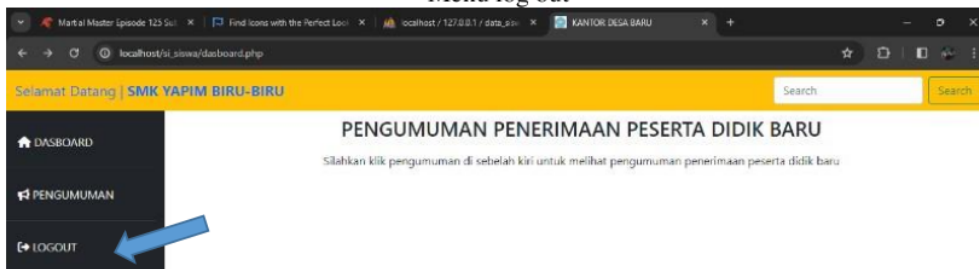 Menu log out
Martial Master Episode 125 Sul
Find Icons with the Perfect Look
localhost / 127.0.0.1 / data_sisw
KANTOR DESA BARU
localhost/si_siswa/dasboard.php
Selamat Datang | SMK YAPIM BIRU-BIRU
Search
Search
DASBOARD
PENGUMUMAN
LOGOUT
PENGUMUMAN PENERIMAAN PESERTA DIDIK BARU
Silahkan klik pengumuman di sebelah kiri untuk melihat pengumuman penerimaan peserta didik baru